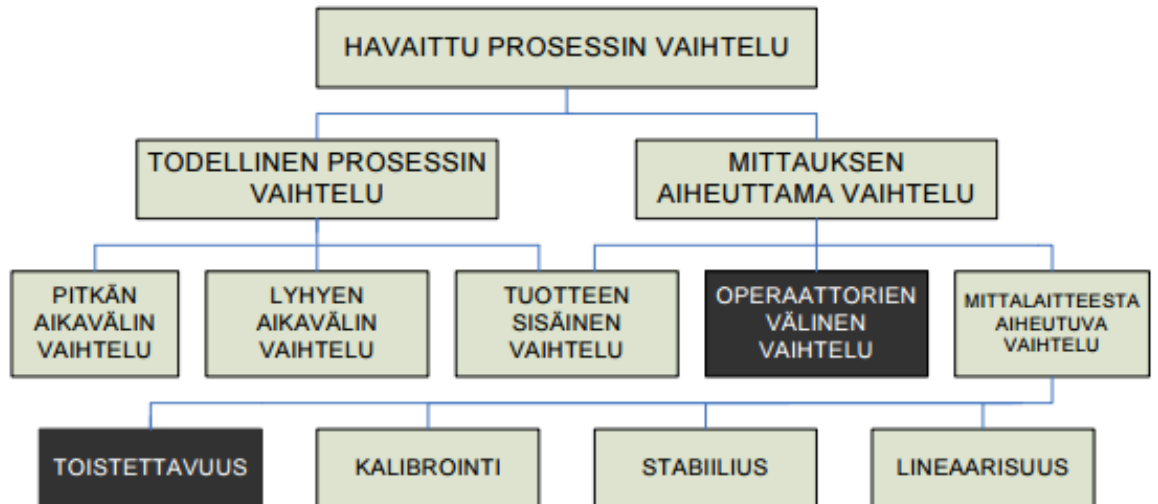 HAVAITTU PROSESSIN VAIHTELU
TODELLINEN PROSESSIN
VAIHTELU
MITTAUKSEN
AIHEUTTAMA VAIHTELU
PITKÄN
AIKAVÄLIN
VAIHTELU
LYHYEN
AIKAVÄLIN
VAIHTELU
TUOTTEEN
SISÄINEN
VAIHTELU
OPERAATTORIEN
VÄLINEN
VAIHTELU
MITTALAITTEESTA
AIHEUTUVA
VAIHTELU
TOISTETTAVUUS
KALIBROINTI
STABIILIUS
LINEAARISUUS